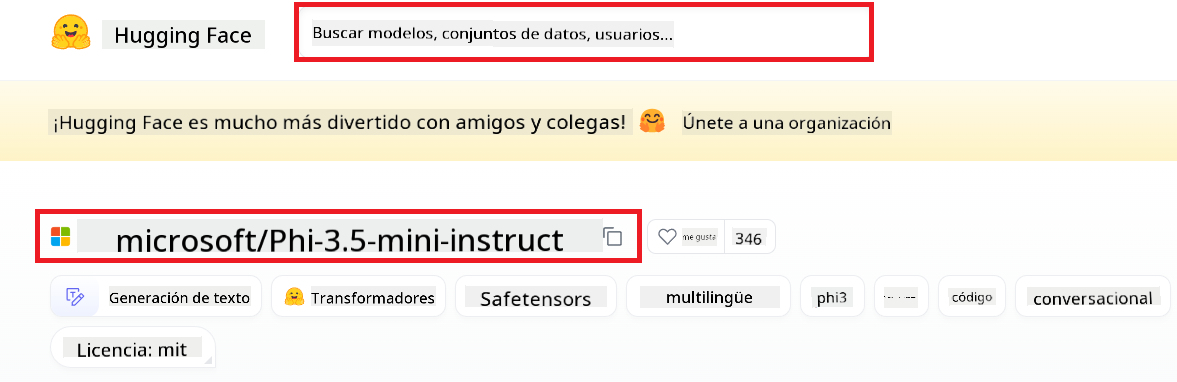 Hugging Face
Buscar modelos, conjuntos de datos, usuarios...
¡Hugging Face es mucho más divertido con amigos y colegas!
Únete a una organización
microsoft/Phi-3.5-mini-instruct
me gusta
346
Generación de texto
Transformadores
Safetensors
multilingüe
phi3
código
conversacional
Licencia: mit